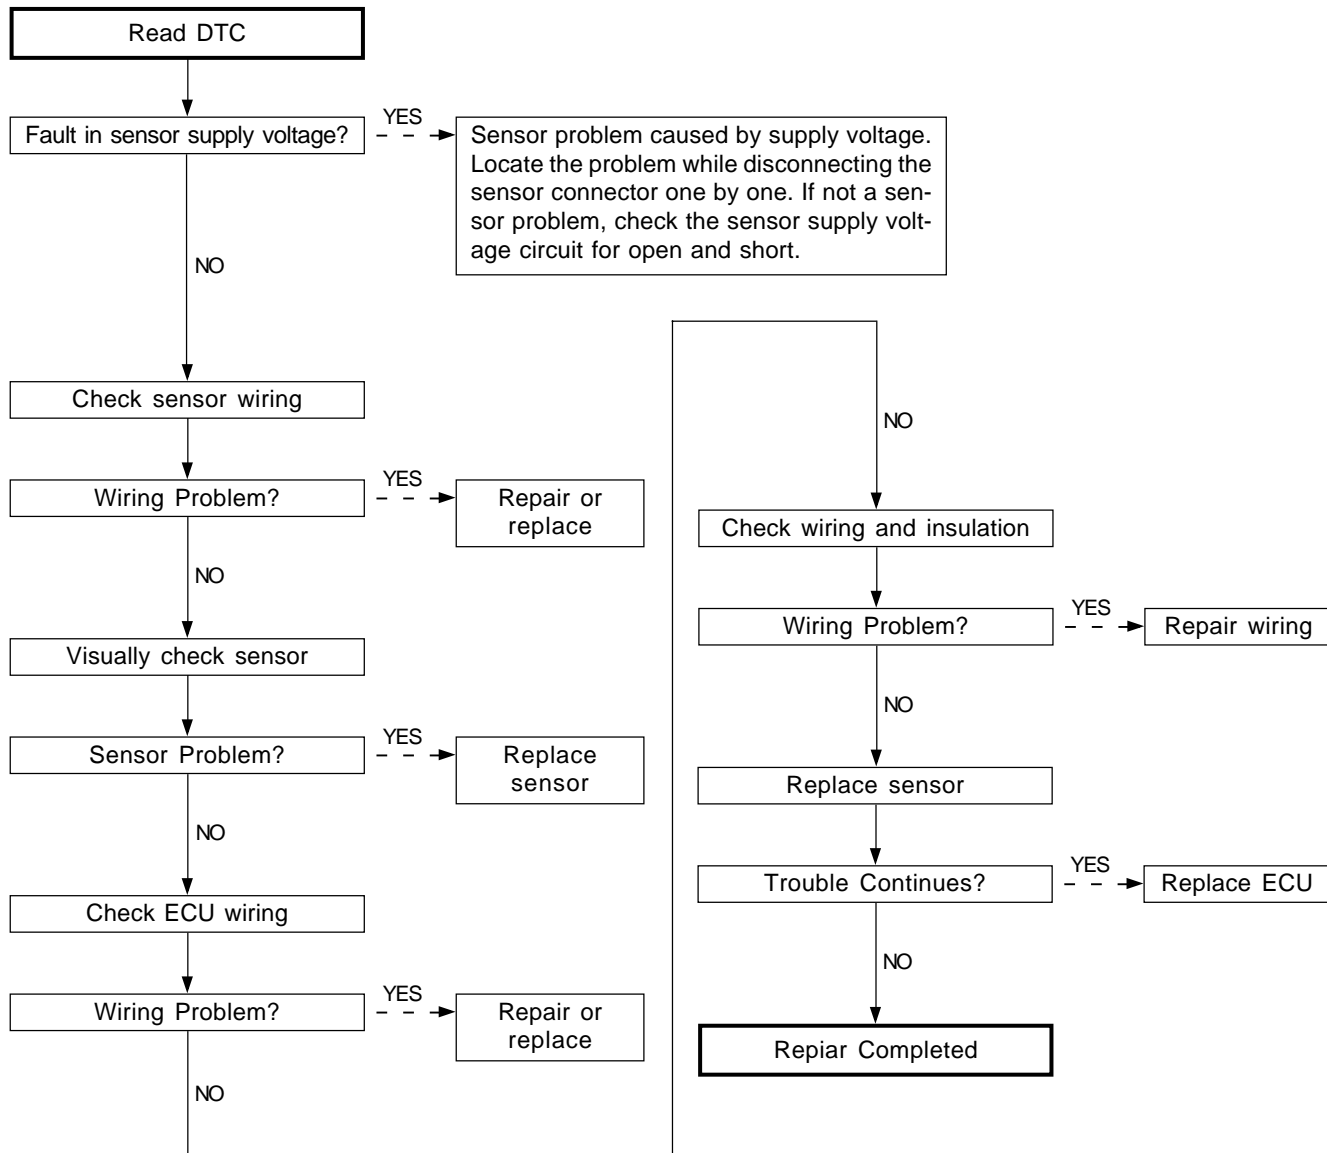 Read DTC
Fault in sensor supply voltage?
YES
Sensor problem caused by supply voltage.
Locate the problem while disconnecting the
sensor connector one by one. If not a sen-
sor problem, check the sensor supply volt-
age circuit for open and short.
NO
Check sensor wiring
Wiring Problem?
YES
Repair or
replace
NO
Visually check sensor
Sensor Problem?
YES
Replace
sensor
NO
Check ECU wiring
Wiring Problem?
YES
Repair or
replace
NO
NO
Check wiring and insulation
Wiring Problem?
YES
Repair wiring
NO
Replace sensor
Trouble Continues?
YES
Replace ECU
NO
Repiar Completed